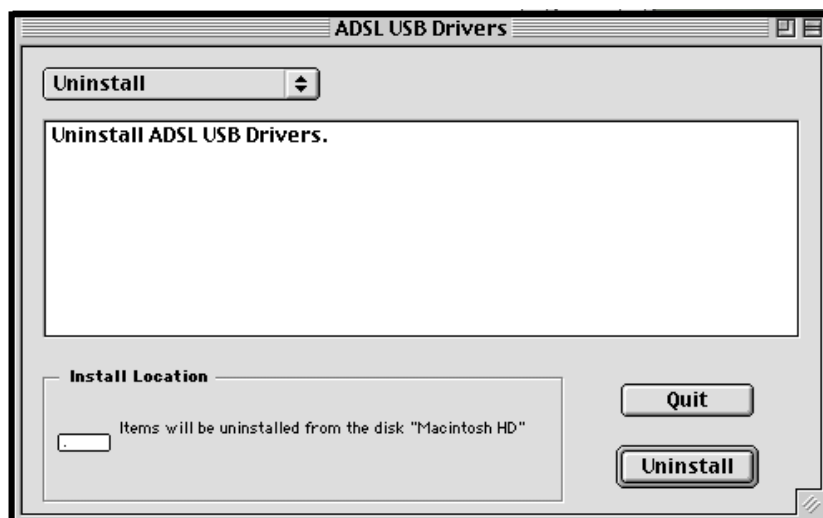 ADSL USB Drivers
Uninstall
Uninstall ADSL USB Drivers.
Install Location
Items will be uninstalled from the disk "Macintosh HD"
Quit
Uninstall